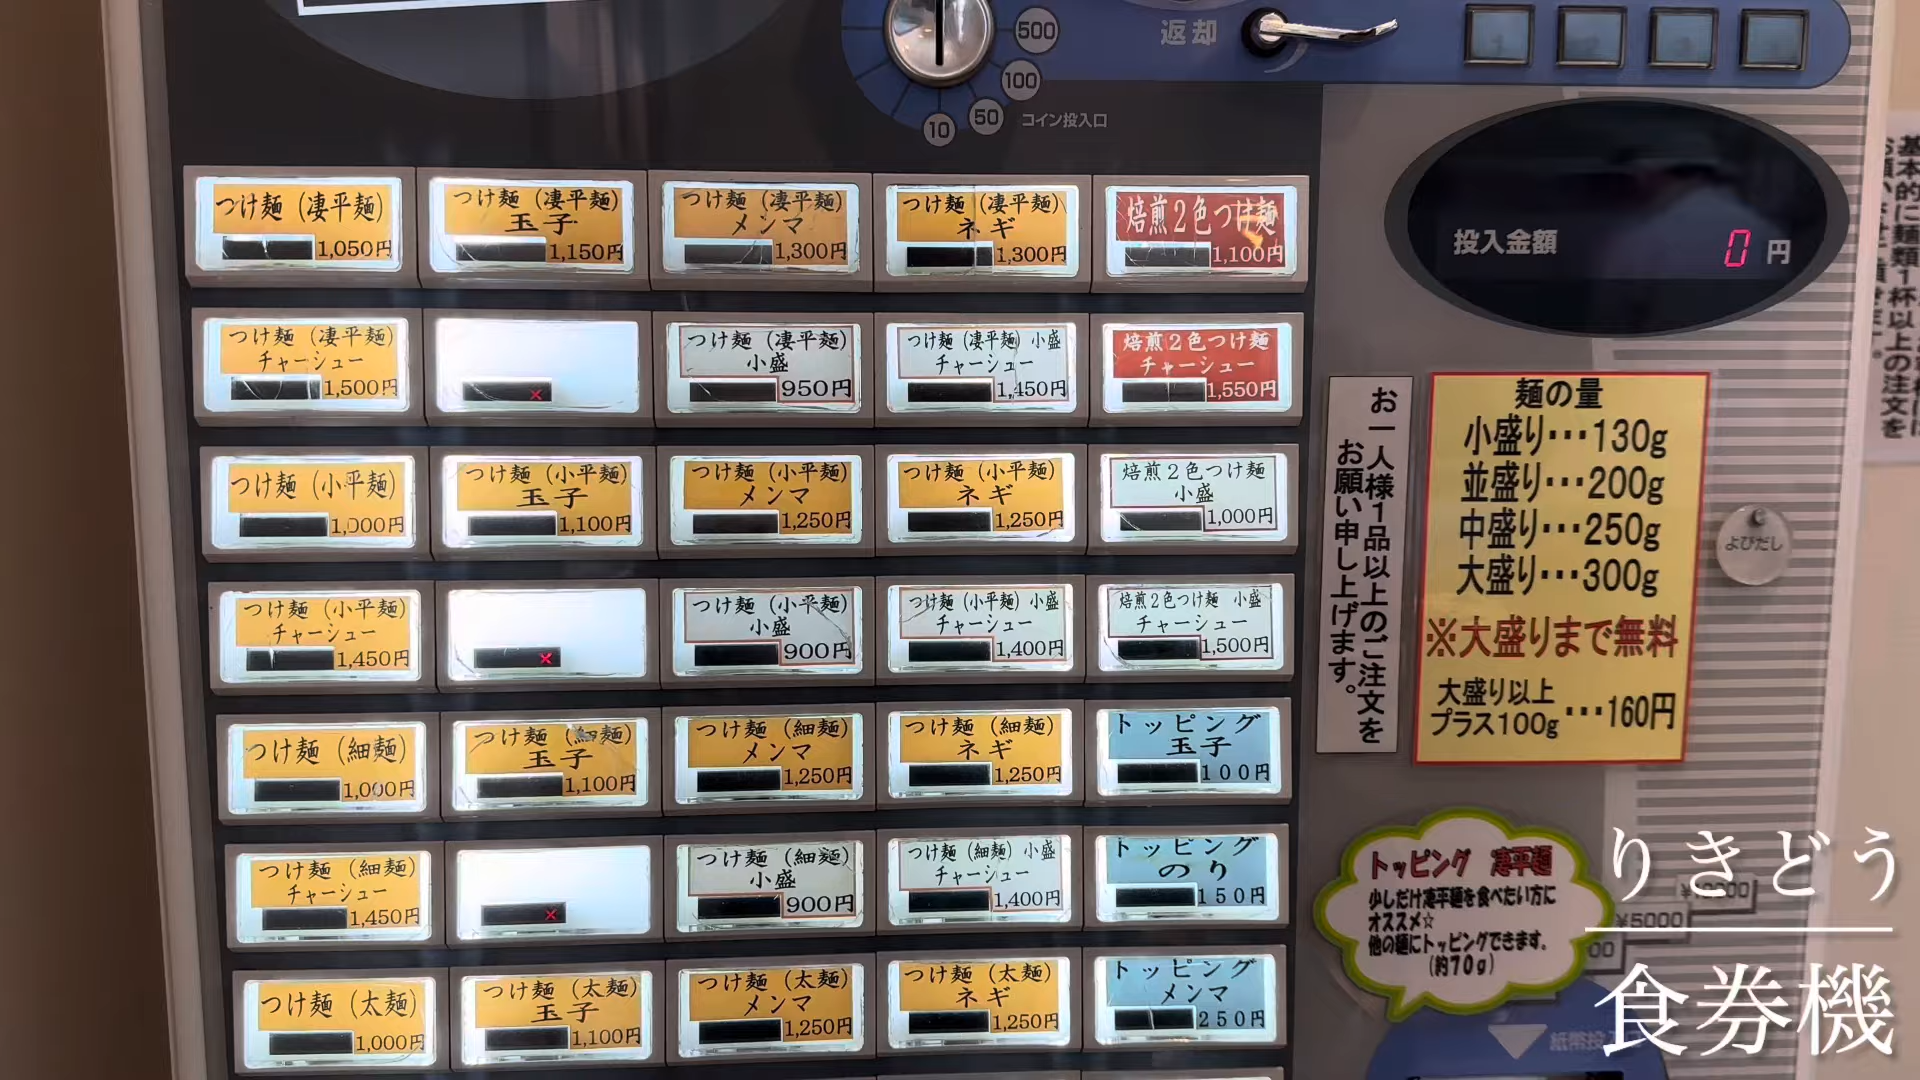 500
100
50
10
コイン投入口
返却
投入金額 0 円
つけ麺（凄平麺）
1,050円
つけ麺（凄平麺）
玉子
1,150円
つけ麺（凄平麺）
メンマ
1,300円
つけ麺（凄平麺）
ネギ
1,300円
焙煎２色つけ麺
1,100円
つけ麺（凄平麺）
チャーシュー
1,500円
×
つけ麺（凄平麺）
小盛
950円
つけ麺（凄平麺）小盛
チャーシュー
1,450円
焙煎２色つけ麺
チャーシュー
1,550円
つけ麺（小平麺）
1,000円
つけ麺（小平麺）
玉子
1,100円
つけ麺（小平麺）
メンマ
1,250円
つけ麺（小平麺）
ネギ
1,250円
焙煎２色つけ麺
小盛
1,000円
つけ麺（小平麺）
チャーシュー
1,450円
×
つけ麺（小平麺）
小盛
900円
つけ麺（小平麺）小盛
チャーシュー
1,400円
焙煎２色つけ麺 小盛
チャーシュー
1,500円
つけ麺（細麺）
1,000円
つけ麺（細麺）
玉子
1,100円
つけ麺（細麺）
メンマ
1,250円
つけ麺（細麺）
ネギ
1,250円
トッピング
玉子
100円
つけ麺（細麺）
チャーシュー
1,450円
×
つけ麺（細麺）
小盛
900円
つけ麺（細麺）小盛
チャーシュー
1,400円
トッピング
のり
150円
つけ麺（太麺）
1,000円
つけ麺（太麺）
玉子
1,100円
つけ麺（太麺）
メンマ
1,250円
つけ麺（太麺）
ネギ
1,250円
トッピング
メンマ
250円
お一人様１品以上のご注文を
お願い申し上げます。
麺の量
小盛り･･･130g
並盛り･･･200g
中盛り･･･250g
大盛り･･･300g
※大盛りまで無料
大盛り以上
プラス100g･･･160円
よびだし
トッピング 凄平麺
少しだけ凄平麺を食べたい方に
オススメ☆
他の麺にトッピングできます。
(約70g)
基本的に麺類１杯以上の注文を
¥5000
りきどう
食券機